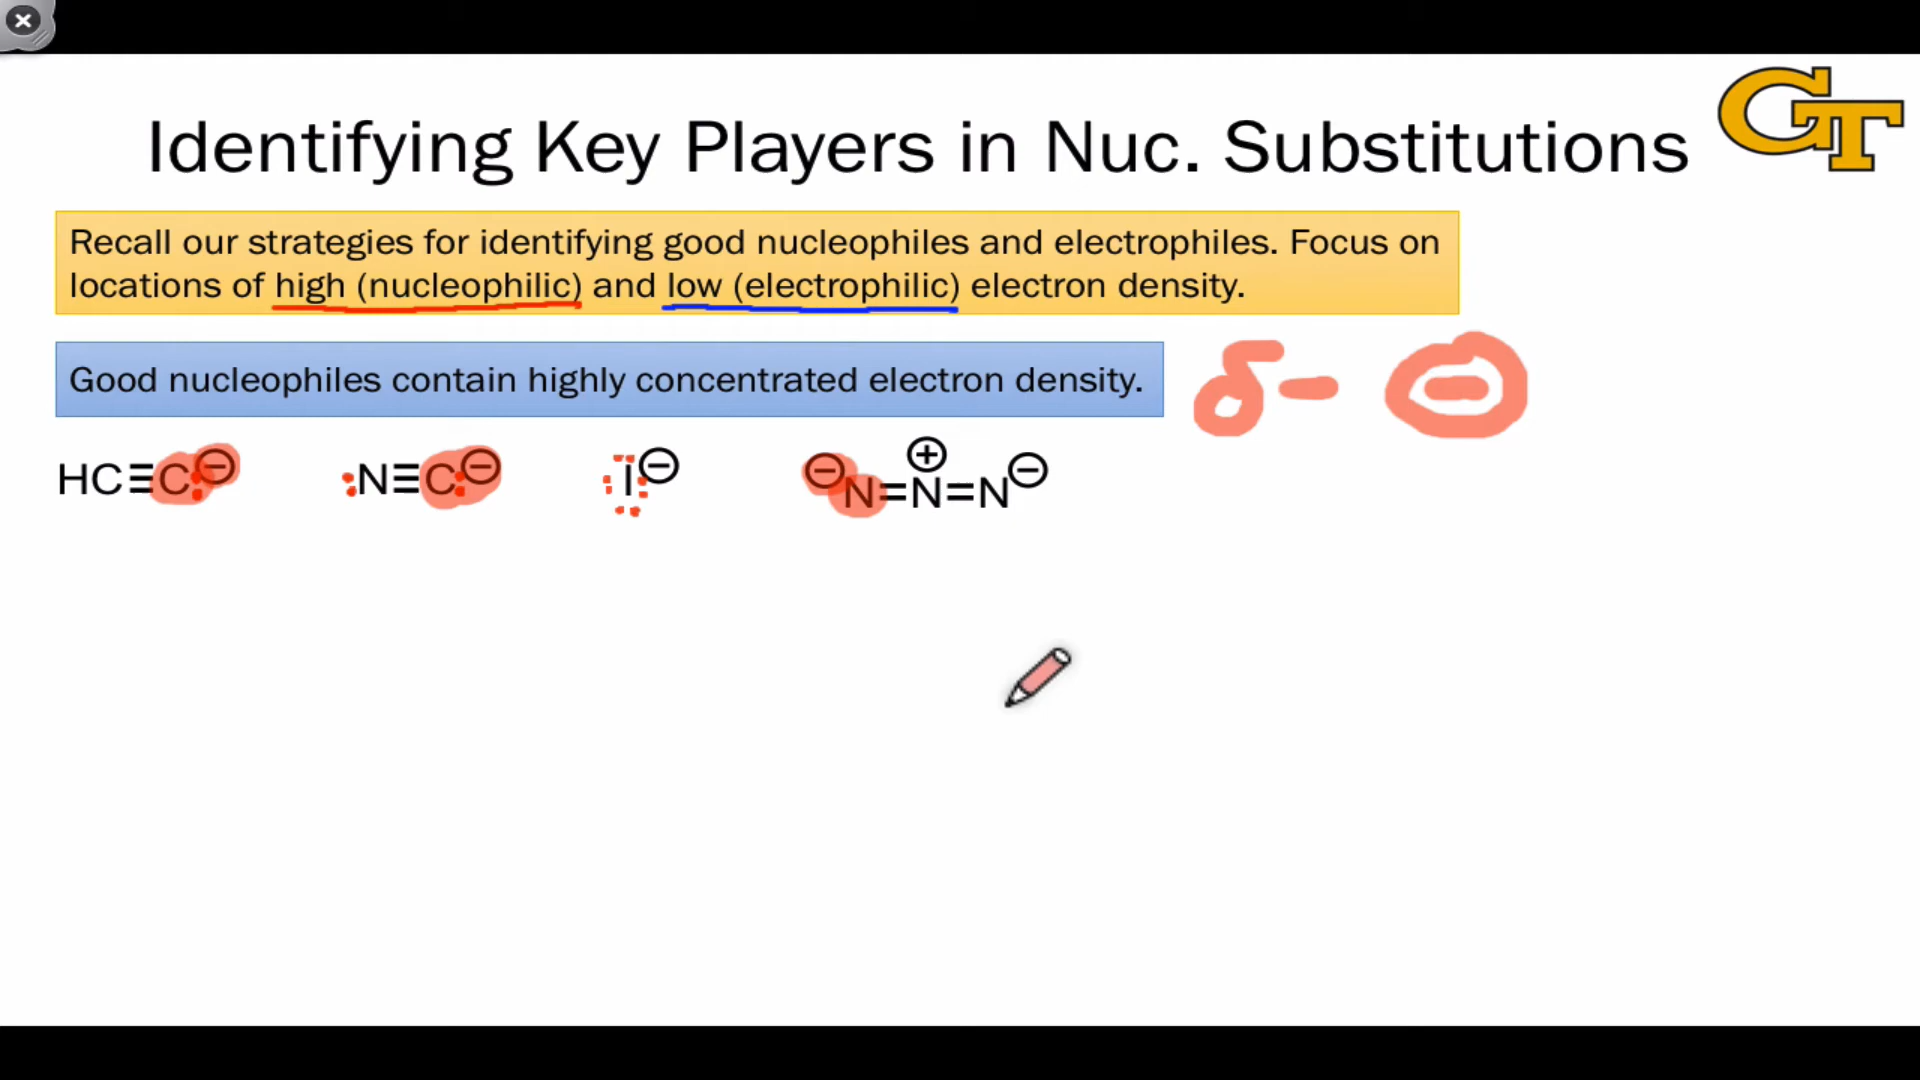 Identifying Key Players in Nuc. Substitutions
GT
Recall our strategies for identifying good nucleophiles and electrophiles. Focus on
locations of high (nucleophilic) and low (electrophilic) electron density.
Good nucleophiles contain highly concentrated electron density. δ− ⊖
HC≡C:⊖ :N≡C:⊖ I⊖ ⊖N=N⊕=N⊖